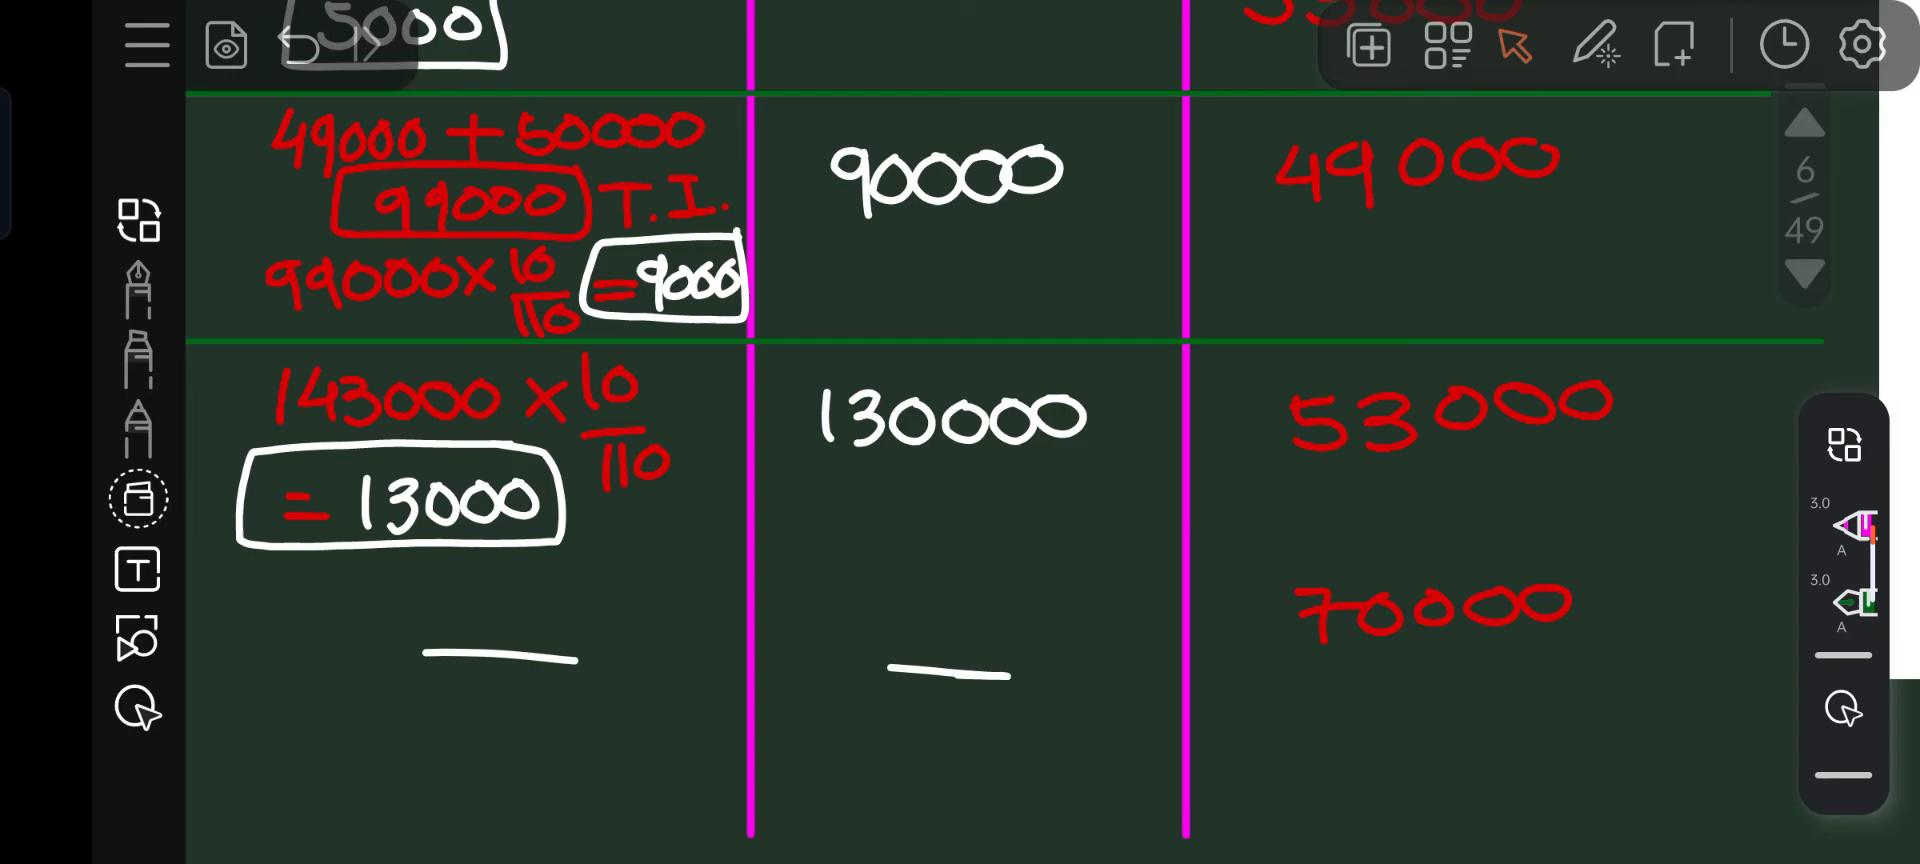 5000
49000 + 50000
99000 T.I.
99000 × 10/110 = 9000
90000
49000
143000 × 10/110
= 13000
130000
53000
70000
6
49
T
3.0
A
3.0
A